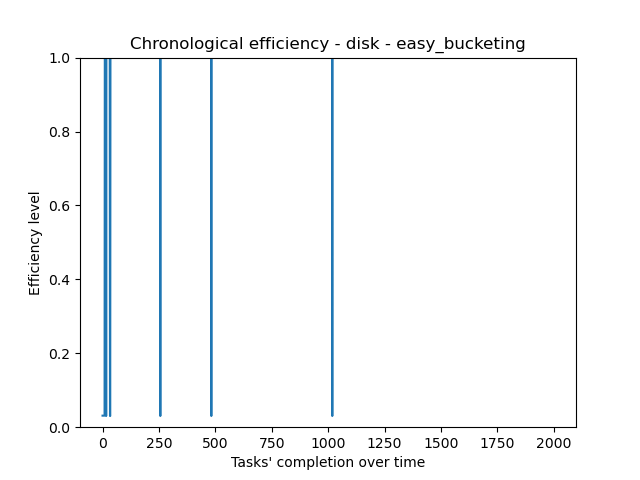 Chronological efficiency - disk - easy_bucketing
1.0
0.8
0.6
0.4
0.2
0.0
Efficiency level
0 250 500 750 1000 1250 1500 1750 2000
Tasks' completion over time